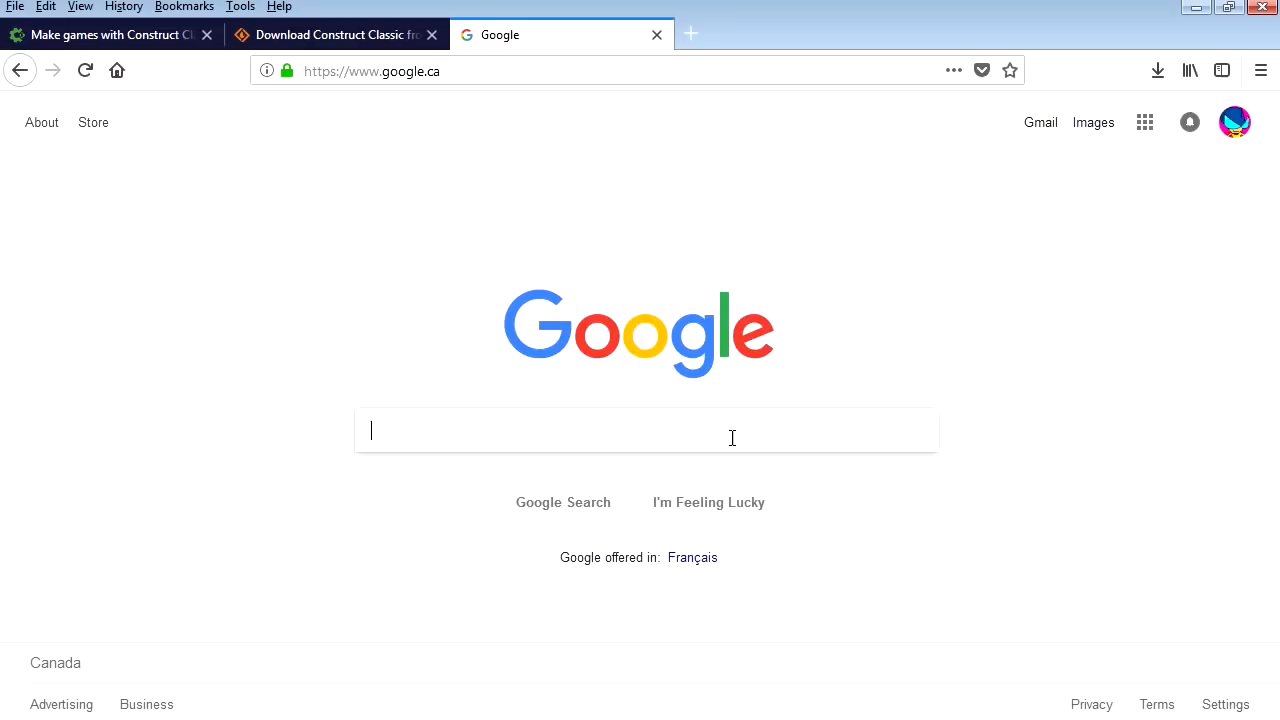 File Edit View History Bookmarks Tools Help
Make games with Construct Cl
Download Construct Classic fro
Google
https://www.google.ca
About Store
Gmail Images
Google
Google Search I'm Feeling Lucky
Google offered in: Français
Canada
Advertising Business
Privacy Terms Settings